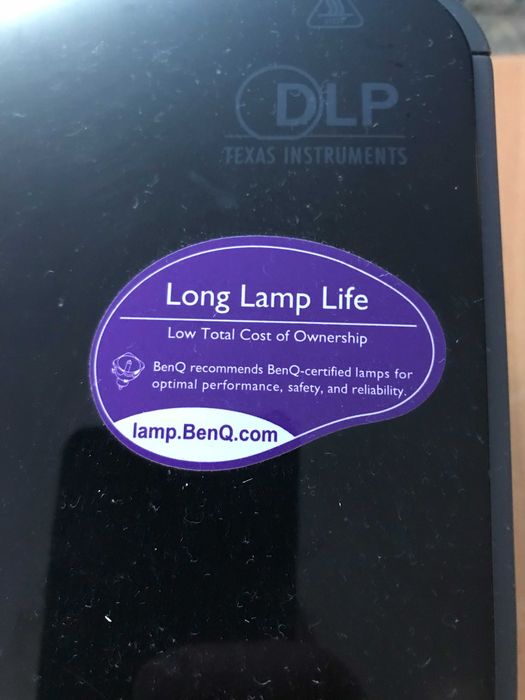 DLP
TEXAS INSTRUMENTS
Long Lamp Life
Low Total Cost of Ownership
BenQ recommends BenQ-certified lamps for
optimal performance, safety, and reliability.
lamp.BenQ.com